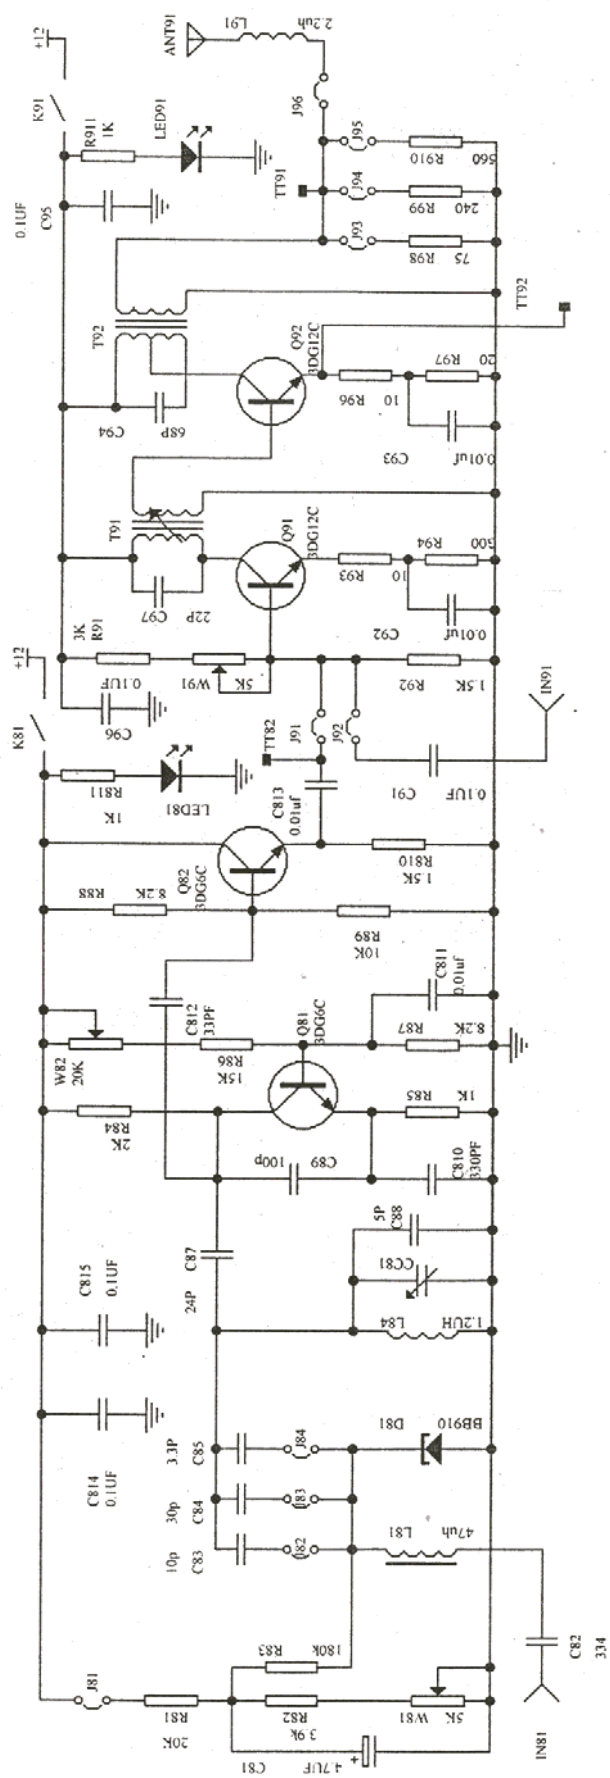 +12
K91
0.1UF
C95
R911
1K
LED91
ANT91
L91
2.2uh
J96
TT91
J95
R910
560
J94
R99
240
J93
R98
75
TT92
T92
C94
68P
Q92
3DG12C
R96
10
R97
20
C93
0.01uf
T91
C97
22P
Q91
3DG12C
R93
10
R94
300
C92
0.01uf
3K
R91
0.1UF
C96
W91
5K
R92
1.5K
IN91
J91
J92
C91
0.1UF
+12
K81
R811
1K
LED81
TT82
C813
0.01uf
Q82
3DG6C
R810
1.5K
R88
8.2K
R89
10K
C812
33PF
C811
0.01uf
W82
20K
R86
15K
Q81
3DG6C
R87
8.2K
R84
2K
R85
1K
100p
C89
C810
330PF
C87
24P
5P
C88
CC81
L84
1.2UH
C815
0.1UF
C814
0.1UF
3.3P
C85
J84
30p
C84
J83
10p
C83
J82
D81
BB910
L81
47uh
R83
180k
J81
R81
20K
R82
3.9k
W81
5K
C81
4.7UF
+
C82
334
IN81